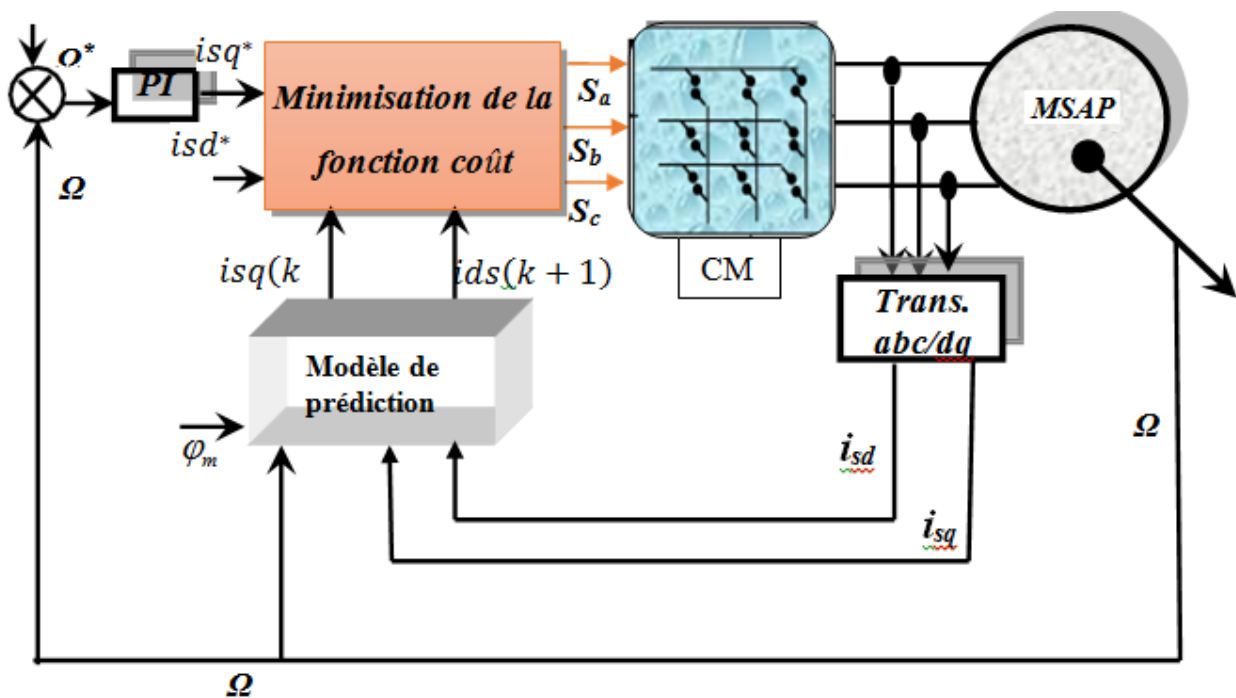 Ω*
PI
isq*
isd*
Ω
Minimisation de la
fonction coût
Sa
Sb
Sc
CM
MSAP
isq(k
ids(k + 1)
Trans.
abc/dq
Modèle de
prédiction
φm
isd
isq
Ω
Ω